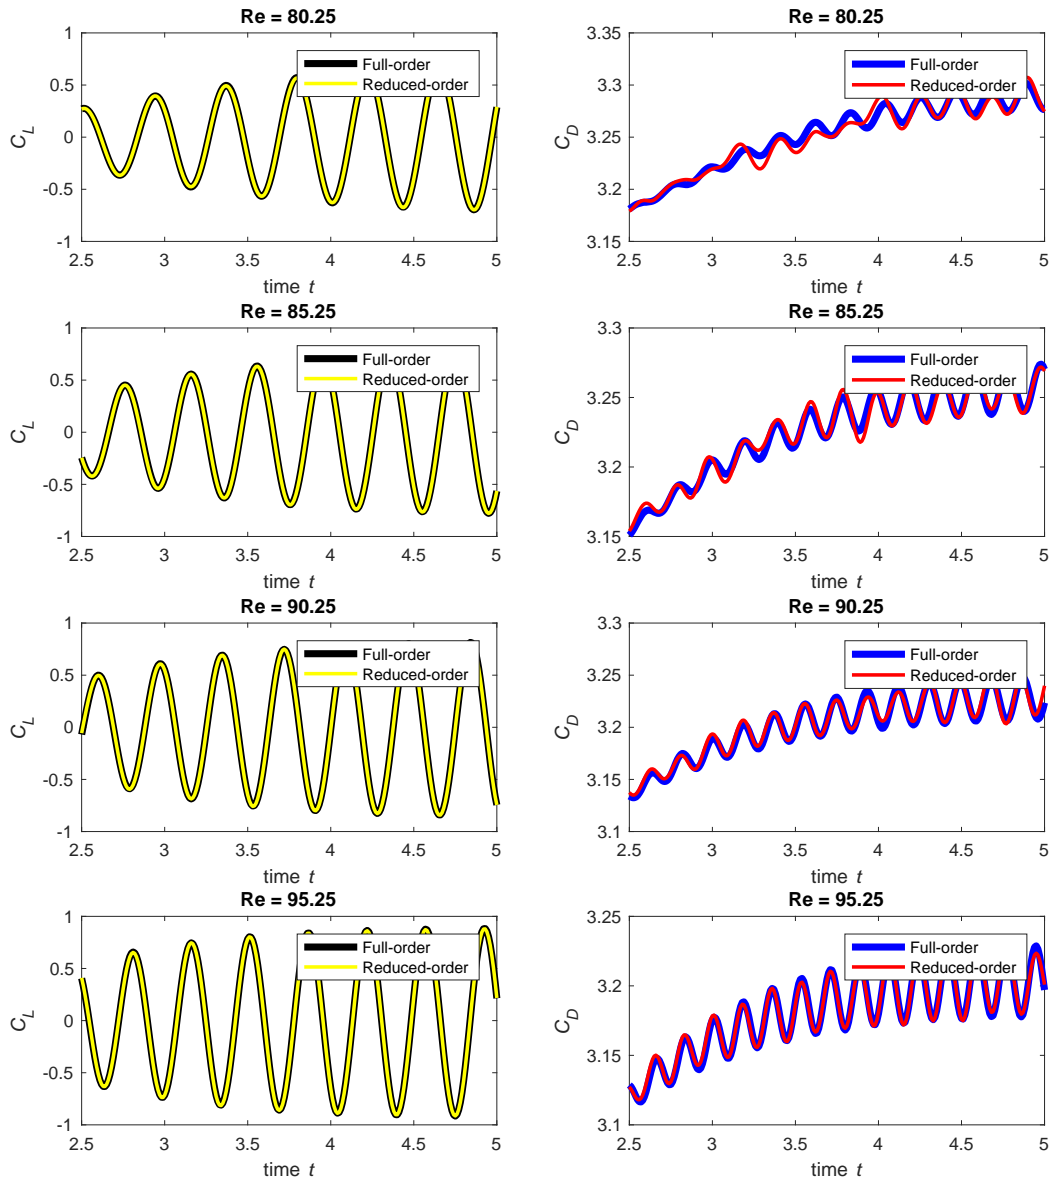 Re = 80.25
1
0.5
0
-0.5
-1
C_L
Full-order
Reduced-order
2.5 3 3.5 4 4.5 5
time t
Re = 80.25
3.35
3.3
3.25
3.2
3.15
C_D
Full-order
Reduced-order
2.5 3 3.5 4 4.5 5
time t
Re = 85.25
1
0.5
0
-0.5
-1
C_L
Full-order
Reduced-order
2.5 3 3.5 4 4.5 5
time t
Re = 85.25
3.3
3.25
3.2
3.15
C_D
Full-order
Reduced-order
2.5 3 3.5 4 4.5 5
time t
Re = 90.25
1
0.5
0
-0.5
-1
C_L
Full-order
Reduced-order
2.5 3 3.5 4 4.5 5
time t
Re = 90.25
3.3
3.25
3.2
3.15
3.1
C_D
Full-order
Reduced-order
2.5 3 3.5 4 4.5 5
time t
Re = 95.25
1
0.5
0
-0.5
-1
C_L
Full-order
Reduced-order
2.5 3 3.5 4 4.5 5
time t
Re = 95.25
3.25
3.2
3.15
3.1
C_D
Full-order
Reduced-order
2.5 3 3.5 4 4.5 5
time t